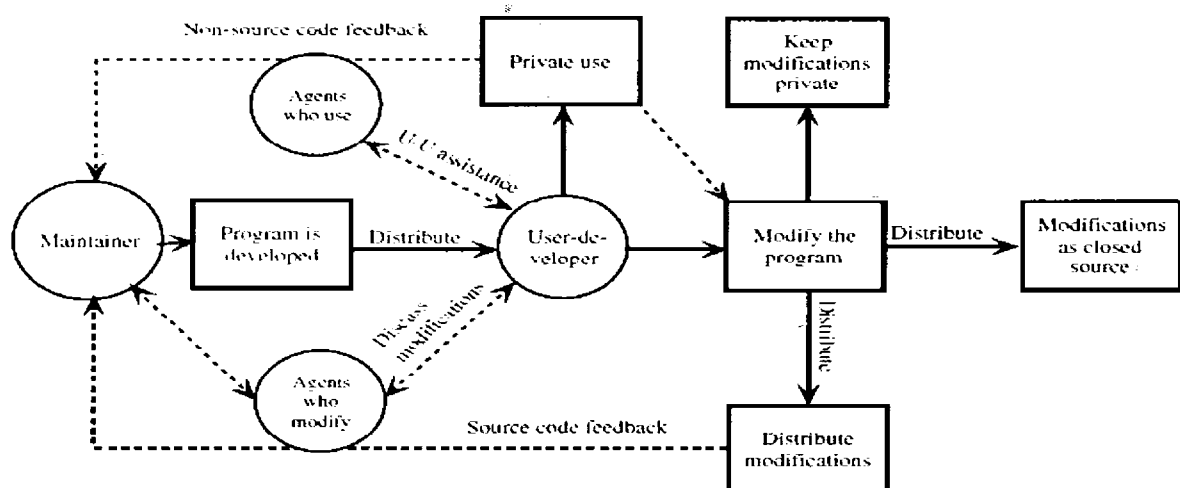 Non-source code feedback
Private use
Keep
modifications
private
Agents
who use
U-U assistance
Maintainer
Program is
developed
Distribute
User-de-
veloper
Modify the
program
Distribute
Modifications
as closed
source
Discass
modifications
Distribute
Agents
who
modify
Source code feedback
Distribute
modifications